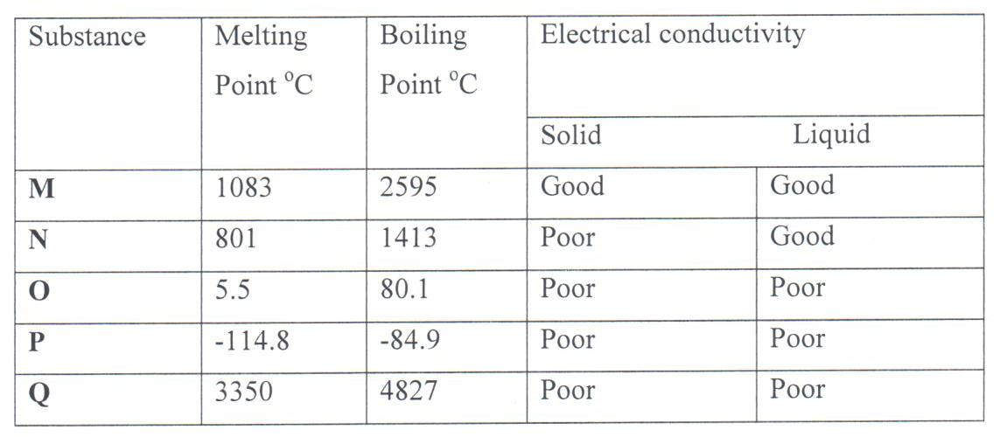 Substance Melting Boiling Electrical conductivity
Point °C Point °C
Solid Liquid
M 1083 2595 Good Good
N 801 1413 Poor Good
O 5.5 80.1 Poor Poor
P -114.8 -84.9 Poor Poor
Q 3350 4827 Poor Poor